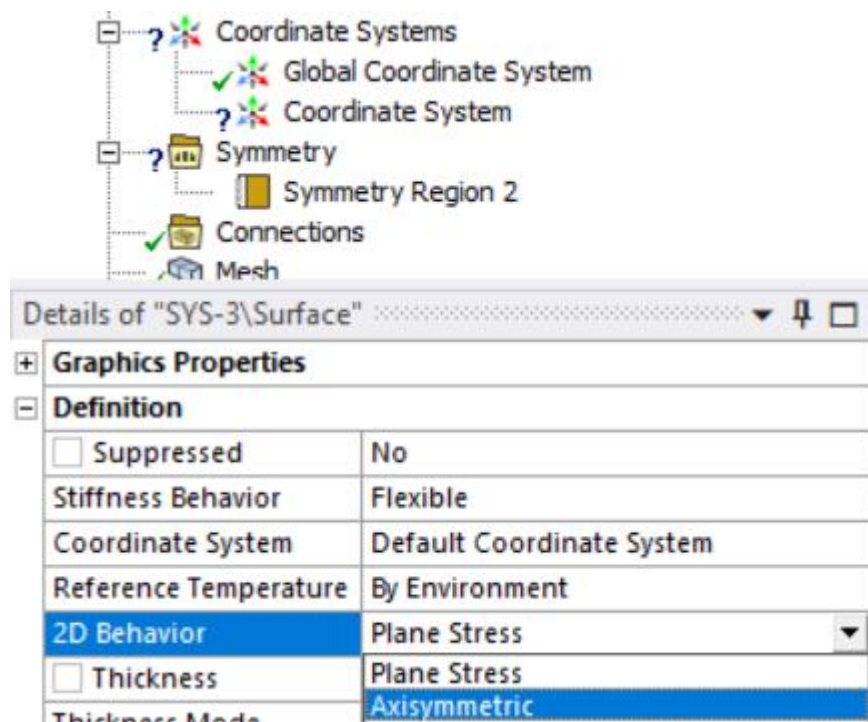 Coordinate Systems
Global Coordinate System
Coordinate System
Symmetry
Symmetry Region 2
Connections
Mesh
Details of "SYS-3\Surface"
Graphics Properties
Definition
Suppressed No
Stiffness Behavior Flexible
Coordinate System Default Coordinate System
Reference Temperature By Environment
2D Behavior Plane Stress
Thickness Plane Stress
Thickness Mode Axisymmetric